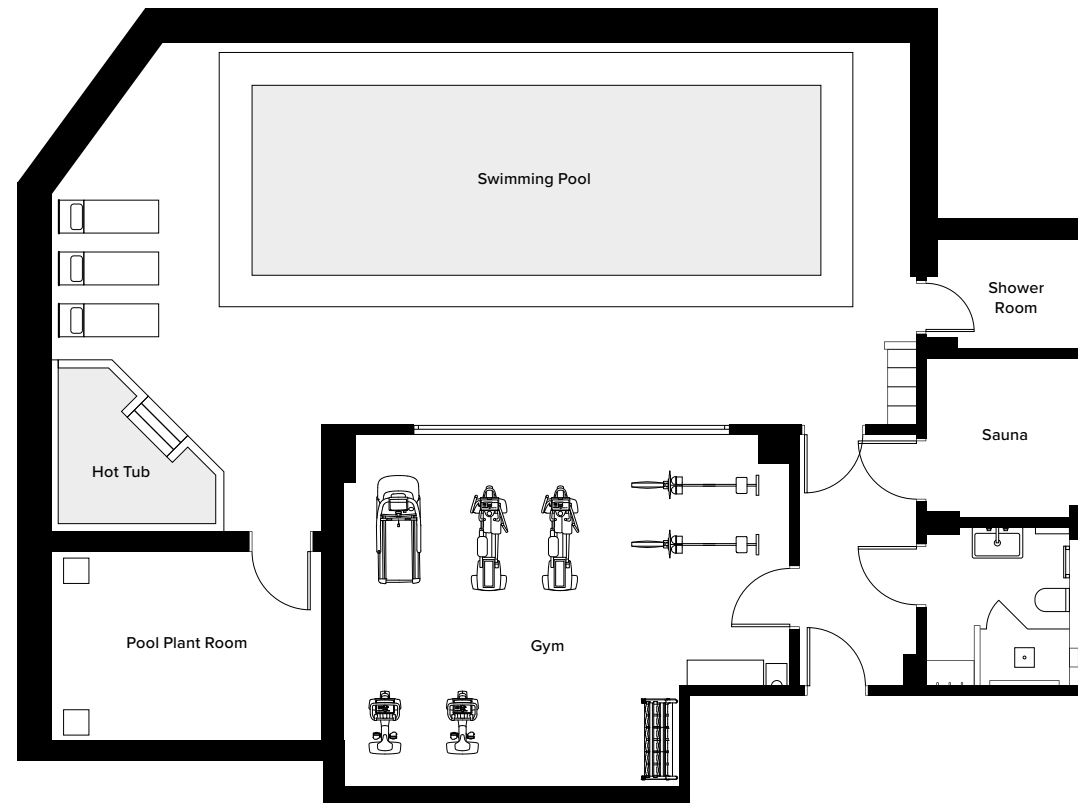 Swimming Pool
Shower
Room
Sauna
Hot Tub
Pool Plant Room
Gym